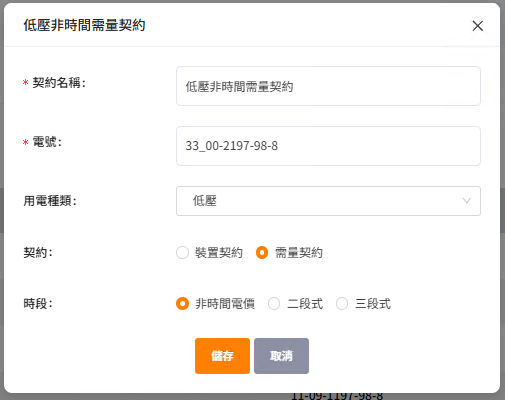 低壓非時間需量契約
* 契約名稱：
低壓非時間需量契約
* 電號：
33_00-2197-98-8
用電種類：
低壓
契約：
裝置契約 需量契約
時段：
非時間電價 二段式 三段式
儲存 取消
11-09-1197-98-8